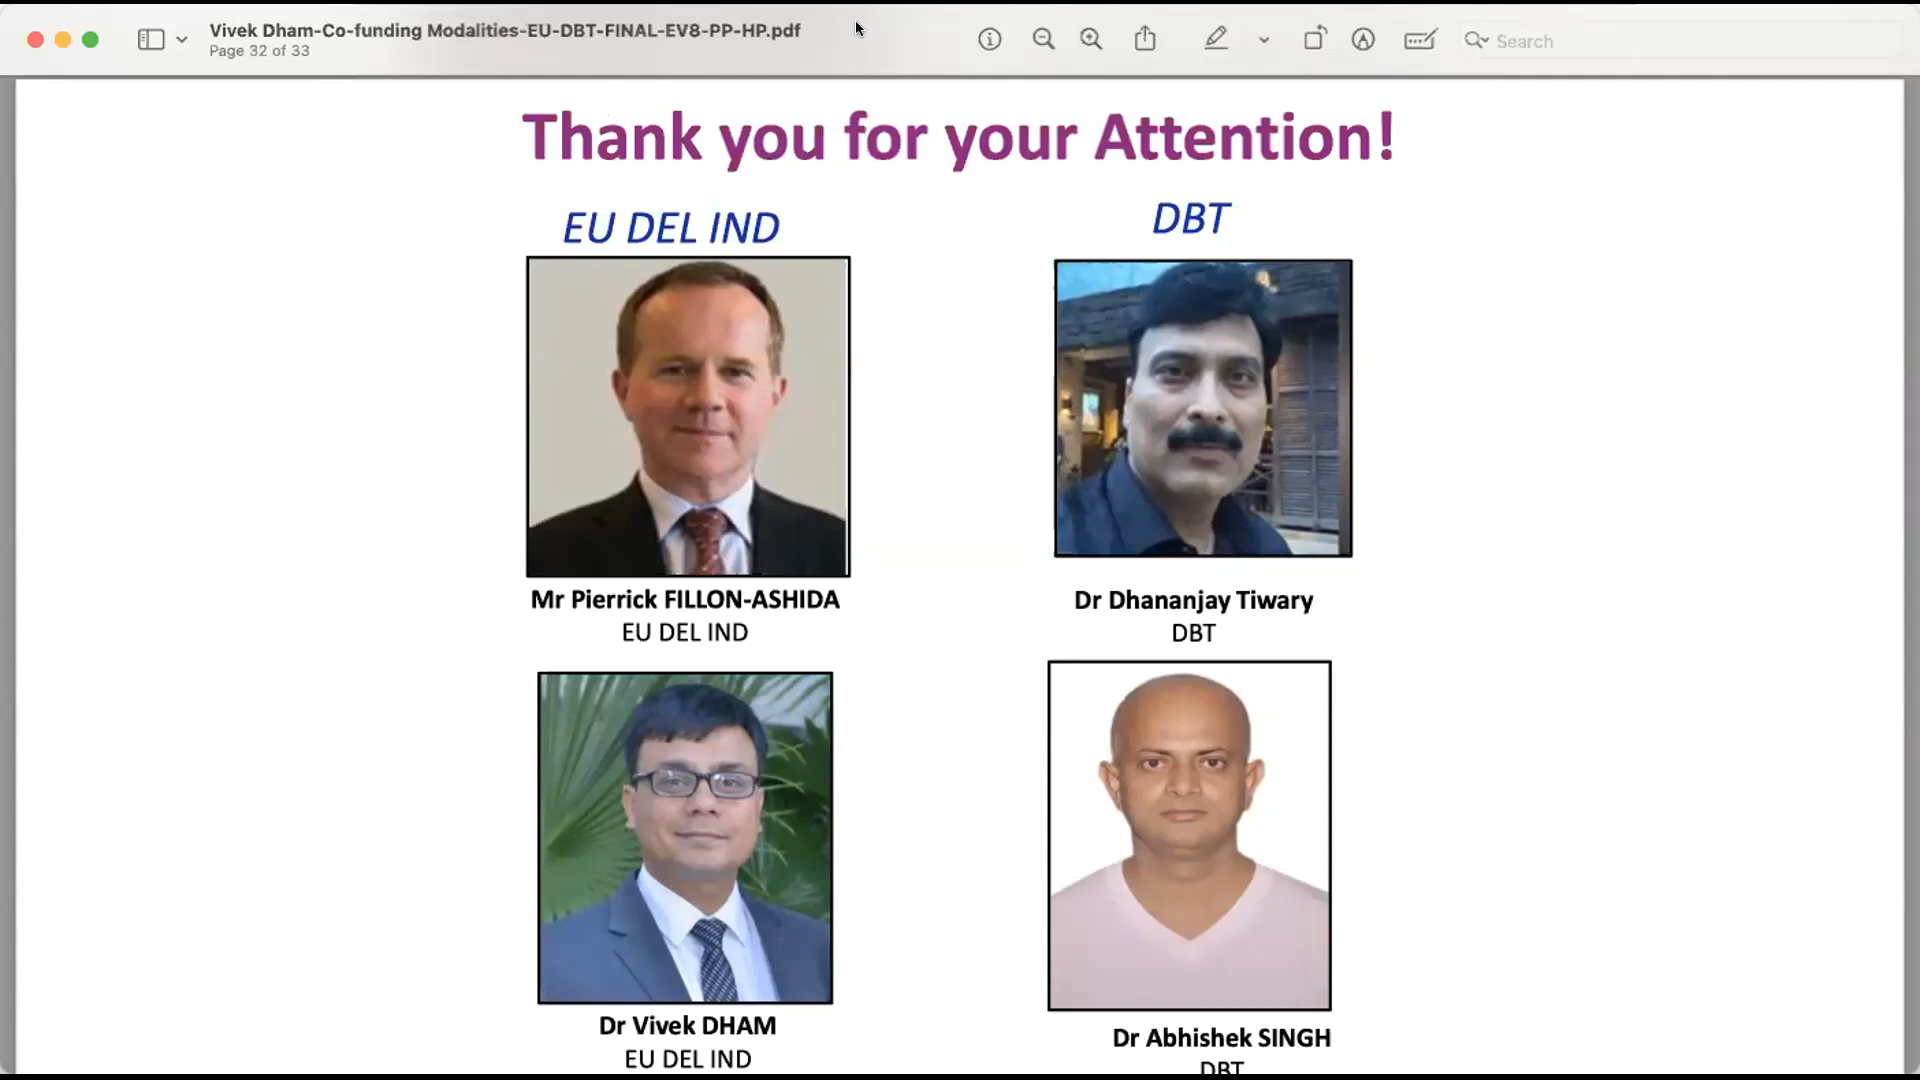 Vivek Dham-Co-funding Modalities-EU-DBT-FINAL-EV8-PP-HP.pdf
Page 32 of 33
Search
Thank you for your Attention!
EU DEL IND
DBT
Mr Pierrick FILLON-ASHIDA
EU DEL IND
Dr Dhananjay Tiwary
DBT
Dr Vivek DHAM
EU DEL IND
Dr Abhishek SINGH
DBT